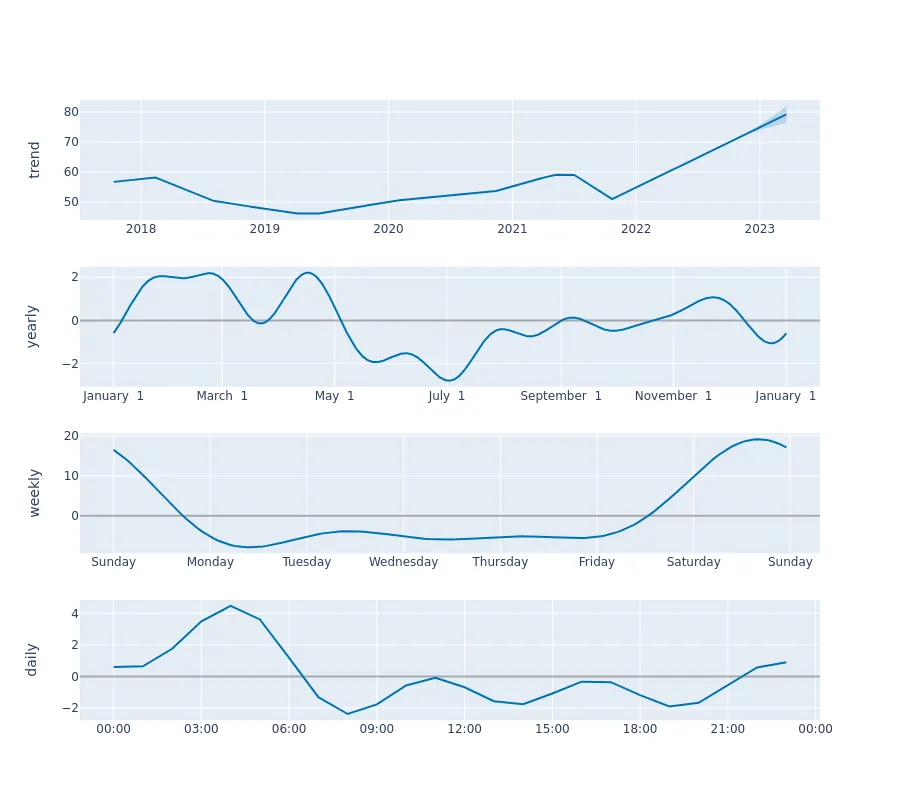 trend
80
70
60
50
2018 2019 2020 2021 2022 2023
yearly
2
0
−2
January 1 March 1 May 1 July 1 September 1 November 1 January 1
weekly
20
10
0
Sunday Monday Tuesday Wednesday Thursday Friday Saturday Sunday
daily
4
2
0
−2
00:00 03:00 06:00 09:00 12:00 15:00 18:00 21:00 00:00